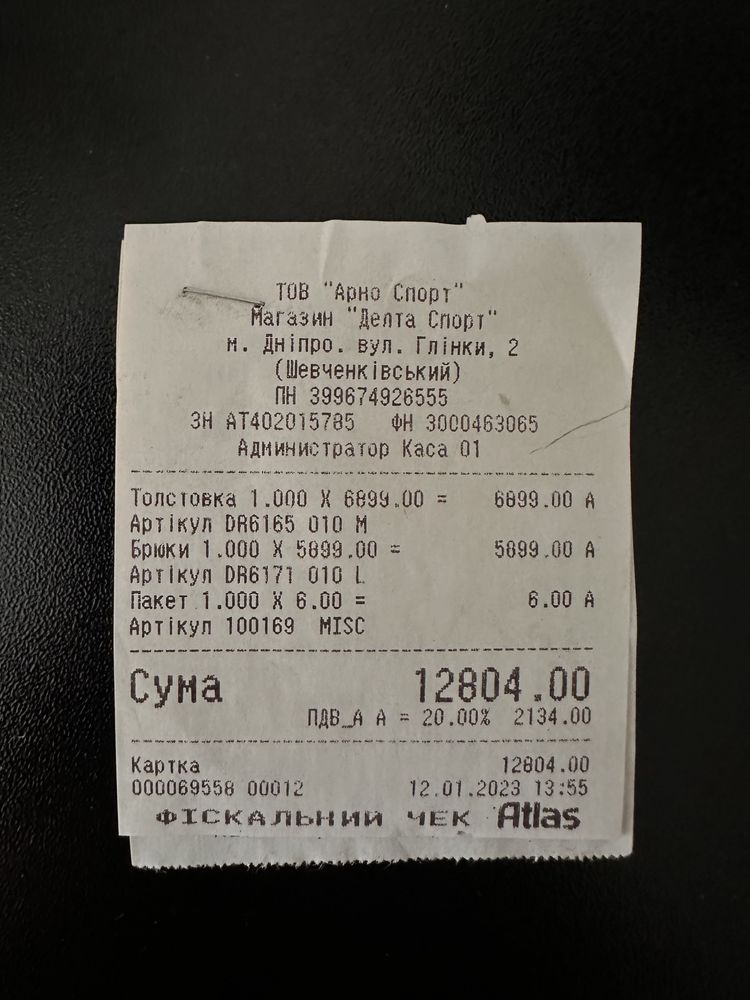 ТОВ "Арно Спорт"
Магазин "Делта Спорт"
м. Дніпро. вул. Глінки, 2
(Шевченківський)
ПН 399674926555
ЗН АТ402015785 ФН 3000463065
Администратор Каса 01
Толстовка 1.000 X 6899.00 = 6899.00 А
Артікул DR6165 010 M
Брюки 1.000 X 5899.00 = 5899.00 А
Артікул DR6171 010 L
Пакет 1.000 X 6.00 = 6.00 А
Артікул 100169 MISC
Сума 12804.00
ПДВ_А А = 20.00% 2134.00
Картка 12804.00
000069558 00012 12.01.2023 13:55
ФІСКАЛЬНИЙ ЧЕК Atlas